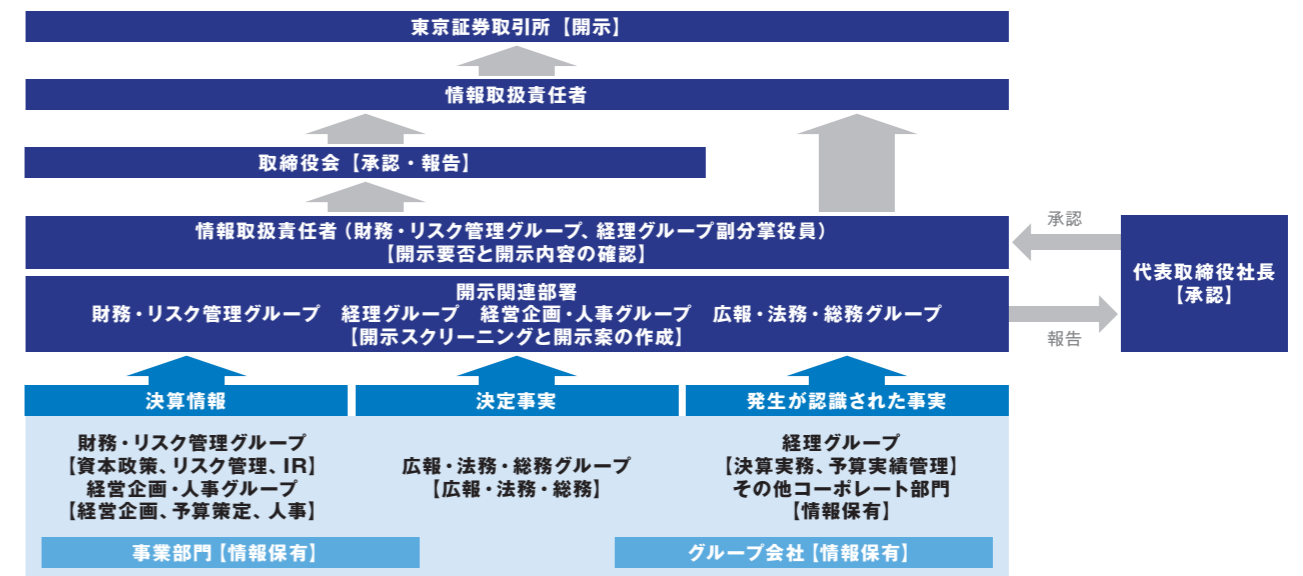 東京証券取引所【開示】
情報取扱責任者
取締役会【承認・報告】
情報取扱責任者(財務・リスク管理グループ、経理グループ副分掌役員)
【開示要否と開示内容の確認】
承認
代表取締役社長
【承認】
開示関連部署
財務・リスク管理グループ 経理グループ 経営企画・人事グループ 広報・法務・総務グループ
【開示スクリーニングと開示案の作成】
報告
決算情報
財務・リスク管理グループ
【資本政策、リスク管理、IR】
経営企画・人事グループ
【経営企画、予算策定、人事】
決定事実
広報・法務・総務グループ
【広報・法務・総務】
発生が認識された事実
経理グループ
【決算実務、予算実績管理】
その他コーポレート部門
【情報保有】
事業部門【情報保有】
グループ会社【情報保有】